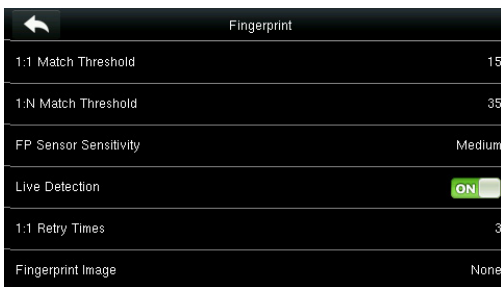 Fingerprint
1:1 Match Threshold 15
1:N Match Threshold 35
FP Sensor Sensitivity Medium
Live Detection ON
1:1 Retry Times 3
Fingerprint Image None